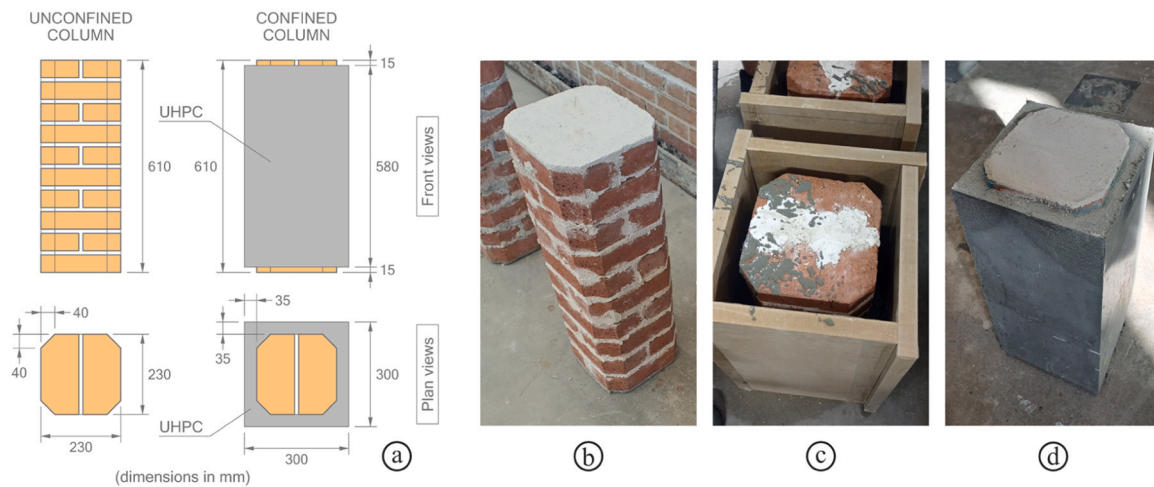 UNCONFINED
COLUMN
CONFINED
COLUMN
15
UHPC
610
610
580
Front views
15
40
35
40
230
35
300
Plan views
UHPC
230
300
(dimensions in mm)
a
b
c
d